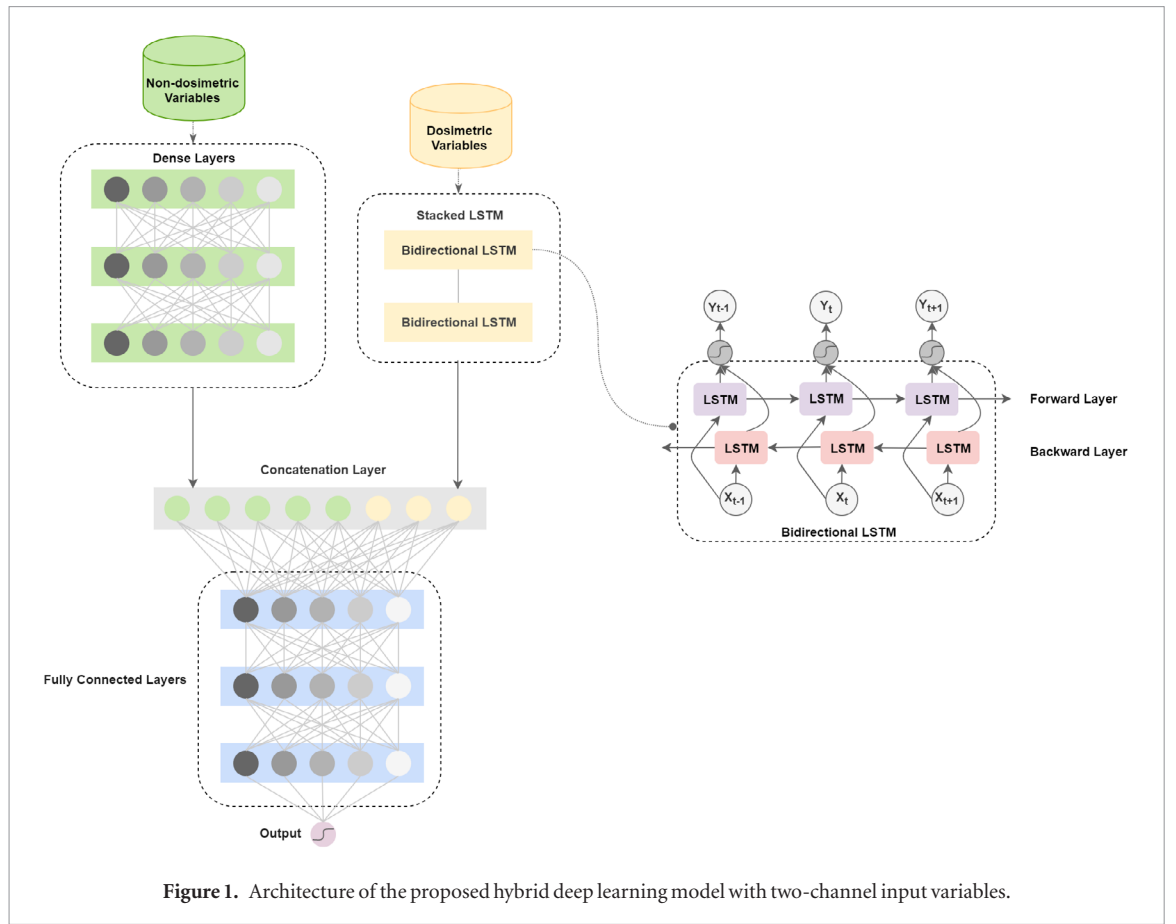 Non-dosimetric
Variables
Dense Layers
Dosimetric
Variables
Stacked LSTM
Bidirectional LSTM
Bidirectional LSTM
Yt-1
Yt
Yt+1
LSTM
LSTM
LSTM
Forward Layer
LSTM
LSTM
LSTM
Backward Layer
Xt-1
Xt
Xt+1
Bidirectional LSTM
Concatenation Layer
Fully Connected Layers
Output
Figure 1. Architecture of the proposed hybrid deep learning model with two-channel input variables.